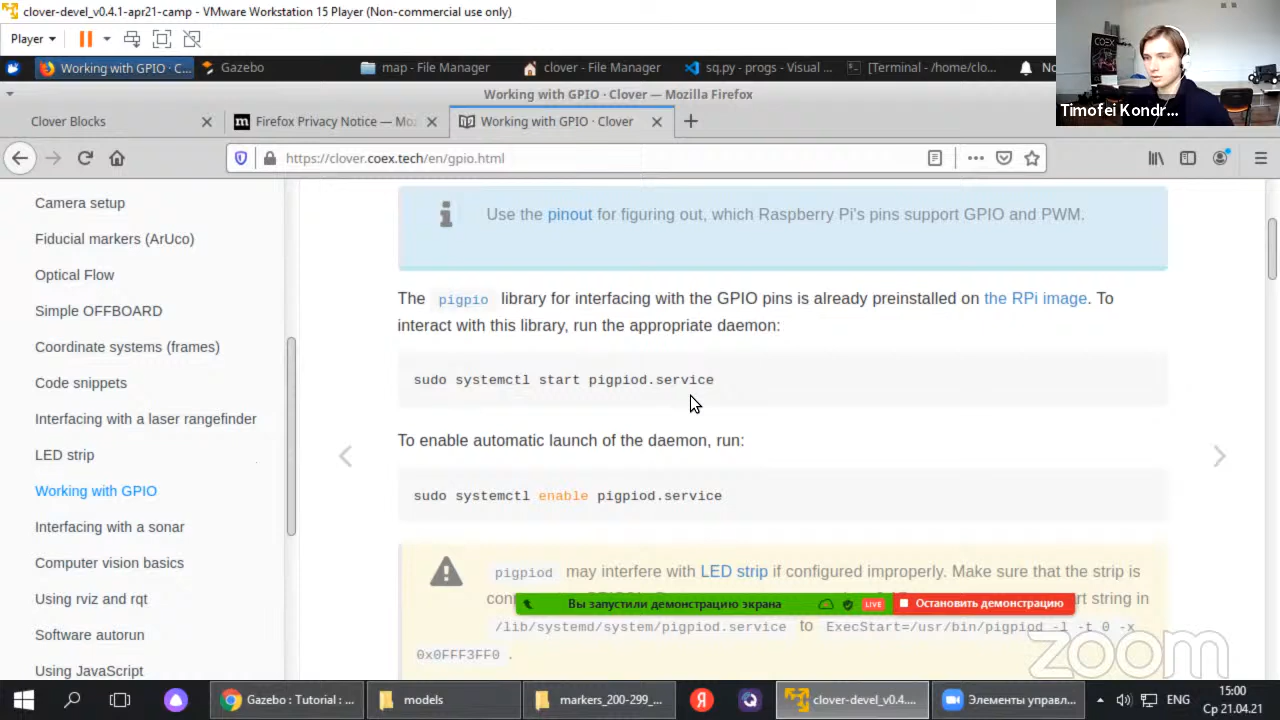 clover-devel_v0.4.1-apr21-camp - VMware Workstation 15 Player (Non-commercial use only)
Player
Working with GPIO · C...
Gazebo
map - File Manager
clover - File Manager
sq.py - progs - Visual ...
[Terminal - /home/clo...
No
Working with GPIO · Clover — Mozilla Firefox
COEX
Timofei Kondr...
Clover Blocks
Firefox Privacy Notice — Moz
Working with GPIO · Clover
https://clover.coex.tech/en/gpio.html
Camera setup
Fiducial markers (ArUco)
Optical Flow
Simple OFFBOARD
Coordinate systems (frames)
Code snippets
Interfacing with a laser rangefinder
LED strip
Working with GPIO
Interfacing with a sonar
Computer vision basics
Using rviz and rqt
Software autorun
Using JavaScript
Use the pinout for figuring out, which Raspberry Pi's pins support GPIO and PWM.
The pigpio library for interfacing with the GPIO pins is already preinstalled on the RPi image. To
interact with this library, run the appropriate daemon:
sudo systemctl start pigpiod.service
To enable automatic launch of the daemon, run:
sudo systemctl enable pigpiod.service
pigpiod may interfere with LED strip if configured improperly. Make sure that the strip is
Вы запустили демонстрацию экрана
LIVE
Остановить демонстрацию
art string in
/lib/systemd/system/pigpiod.service to ExecStart=/usr/bin/pigpiod -l -t 0 -x
0x0FFF3FF0 .
zoom
Gazebo : Tutorial : ...
models
markers_200-299_...
Я
clover-devel_v0.4....
Элементы управл...
ENG
15:00
Ср 21.04.21